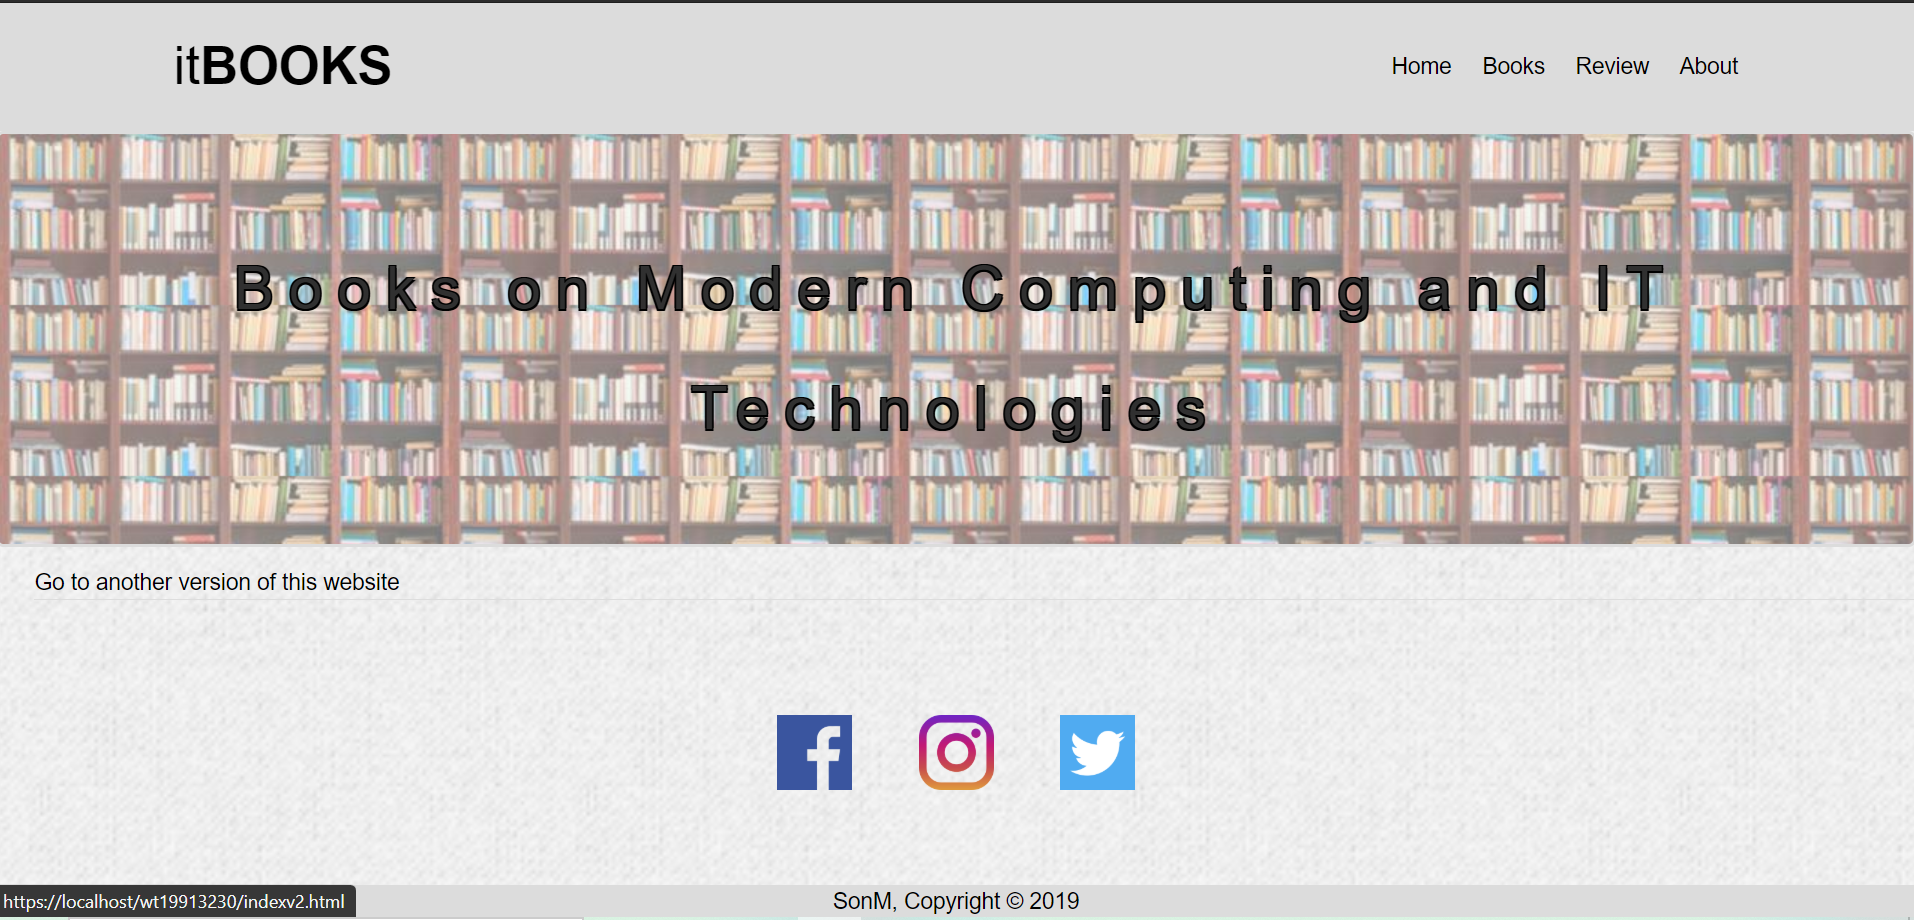 itBOOKS
Home Books Review About
Books on Modern Computing and IT
Technologies
Go to another version of this website
SonM, Copyright © 2019
https://localhost/wt19913230/indexv2.html